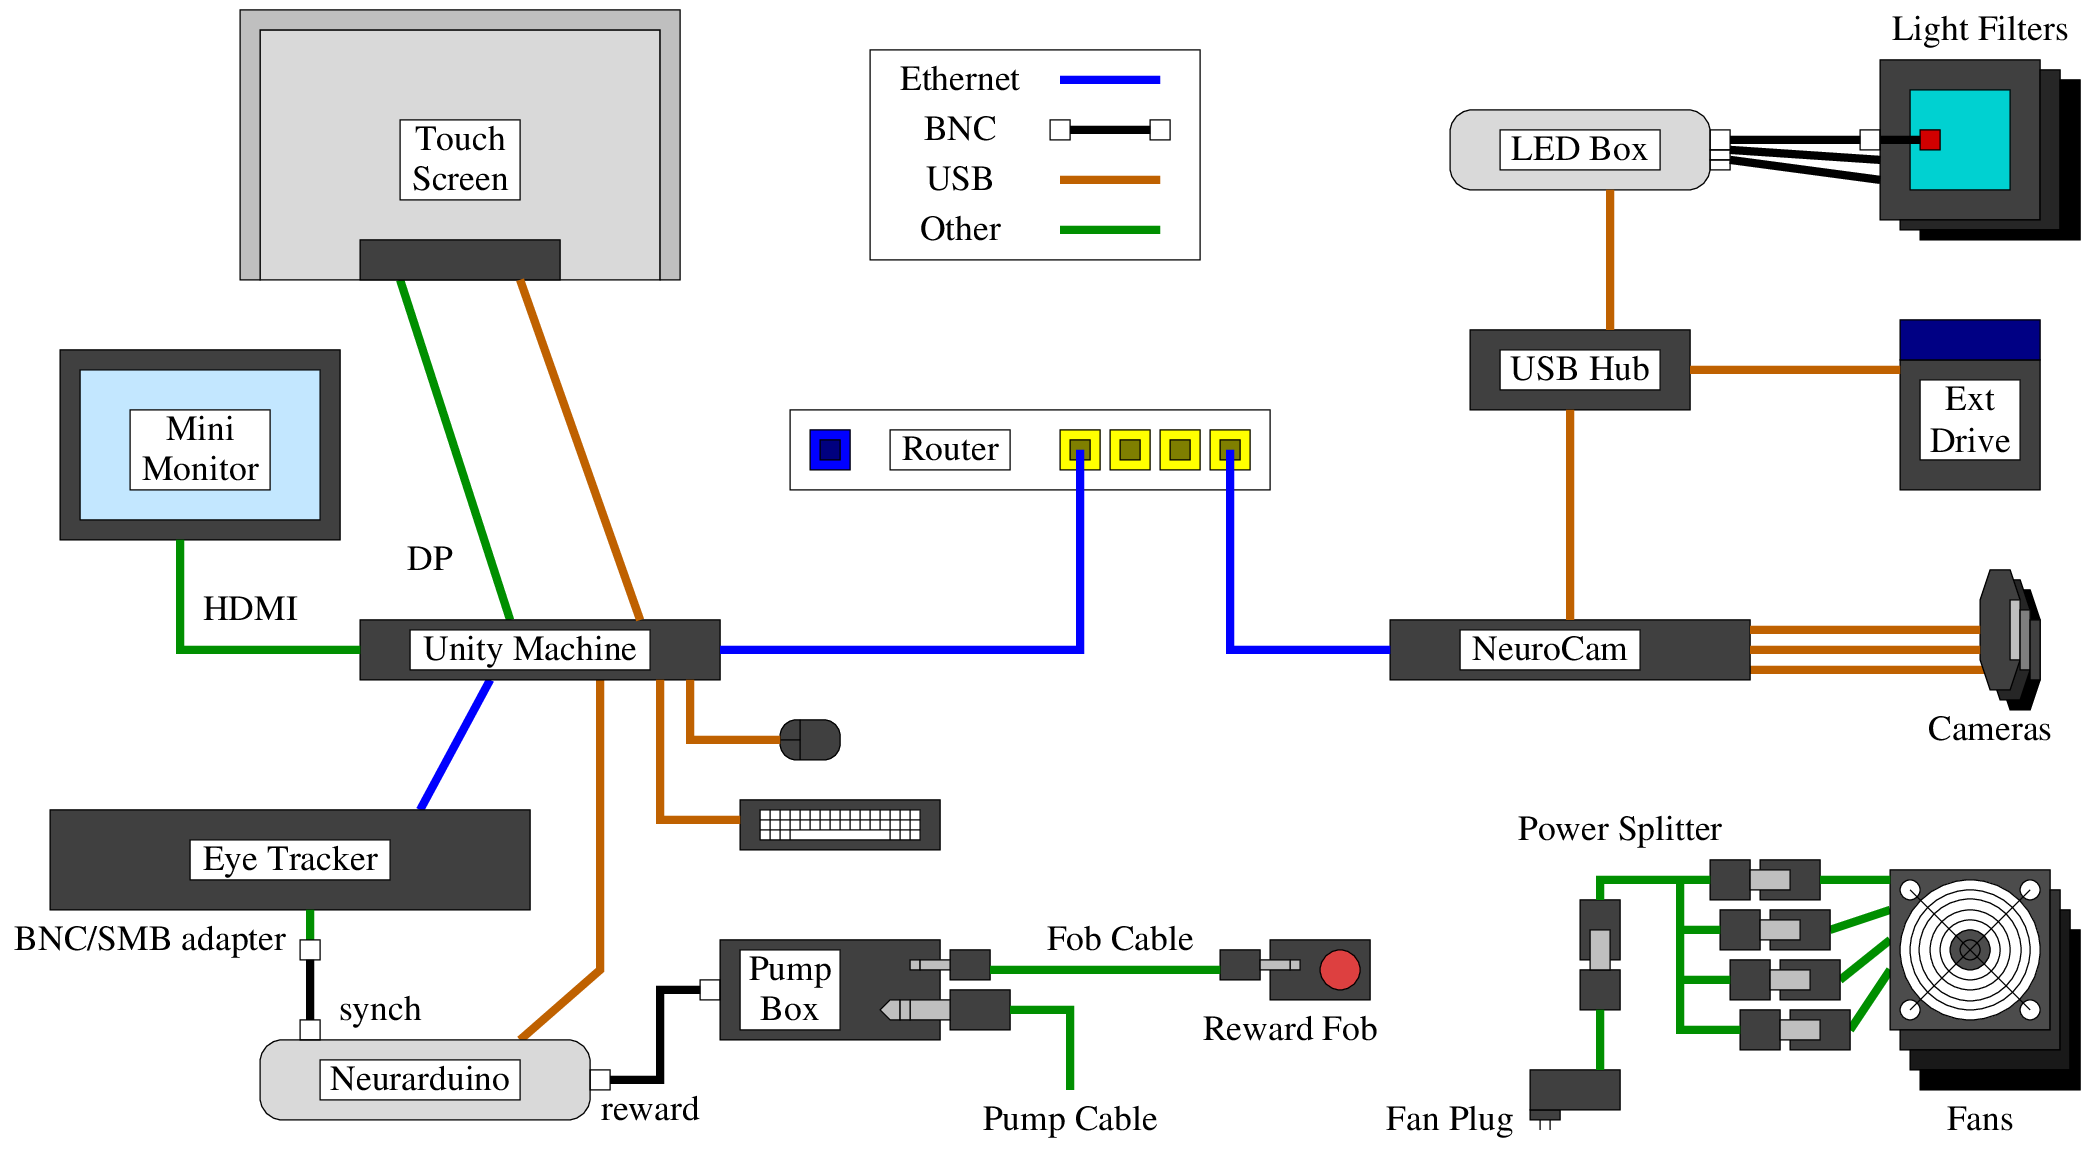 Light Filters
Touch
Screen
Ethernet
BNC
USB
Other
LED Box
Mini
Monitor
USB Hub
Ext
Drive
Router
DP
HDMI
Unity Machine
NeuroCam
Cameras
Eye Tracker
Power Splitter
BNC/SMB adapter
synch
Pump
Box
Fob Cable
Reward Fob
Neurarduino
reward
Pump Cable
Fan Plug
Fans